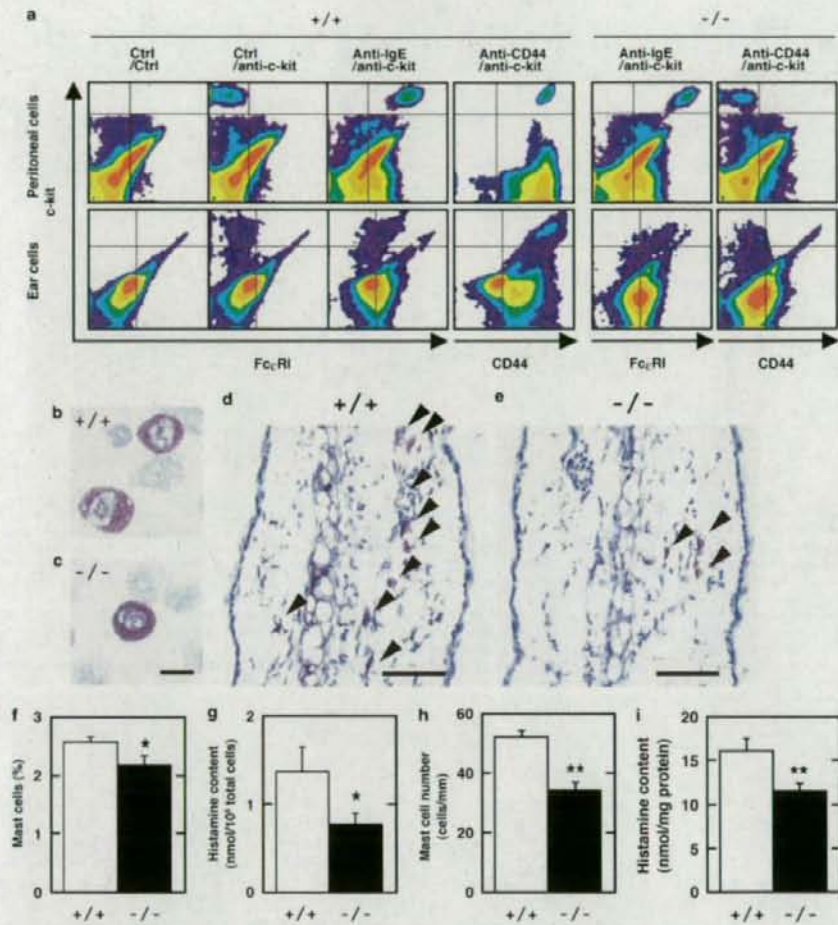 a
+/+
-/-
Ctrl /Ctrl
Ctrl /anti-c-kit
Anti-IgE /anti-c-kit
Anti-CD44 /anti-c-kit
Anti-IgE /anti-c-kit
Anti-CD44 /anti-c-kit
Peritoneal cells
c-kit
Ear cells
FcεRI
CD44
FcεRI
CD44
b
+/+
c
-/-
d
+/+
e
-/-
f
Mast cells (%)
3
2
1
0
*
+/+
-/-
g
Histamine content
(nmol/10⁶ total cells)
2
1
0
*
+/+
-/-
h
Mast cell number
(cells/mm)
60
40
20
0
**
+/+
-/-
i
Histamine content
(nmol/mg protein)
20
15
10
5
0
**
+/+
-/-